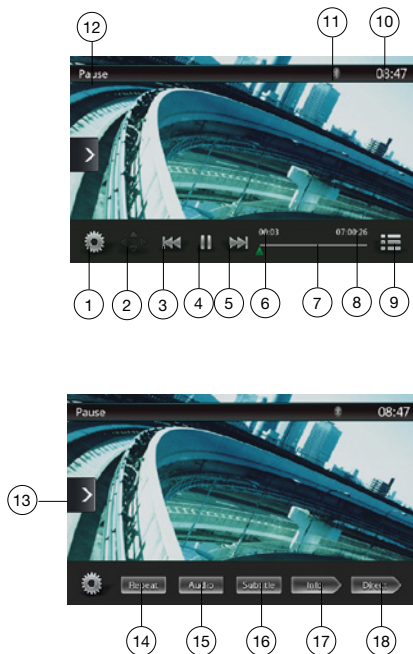 11 10
12
Pause 08:47
00:03 07:00:26
1 2 3 4 5 6 7 8 9
Pause 08:47
13
Repeat Audio Subtitle Info Direct
14 15 16 17 18